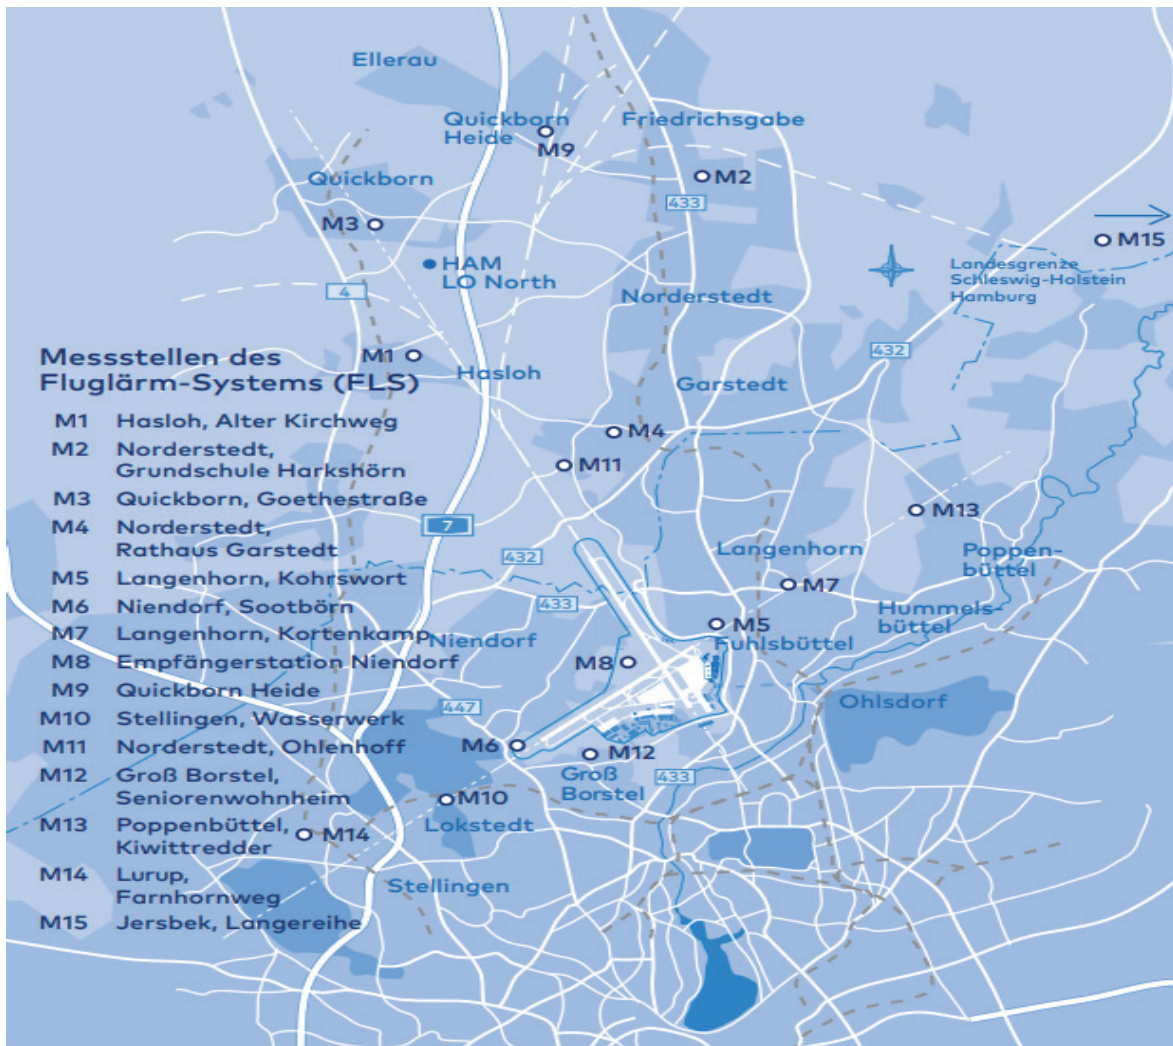 Ellerau
Quickborn
Heide
M9
Friedrichsgabe
Quickborn
M2
433
M3
M15
HAM
LO North
Landesgrenze
Schleswig-Holstein
Hamburg
4
Norderstedt
432
Messstellen des
Fluglärm-Systems (FLS)
M1
Hasloh
Garstedt
M1 Hasloh, Alter Kirchweg
M2 Norderstedt,
Grundschule Harkshörn
M3 Quickborn, Goethestraße
M4 Norderstedt,
Rathaus Garstedt
M5 Langenhorn, Kohrswort
M6 Niendorf, Sootbörn
M7 Langenhorn, Kortenkamp
M8 Empfängerstation Niendorf
M9 Quickborn Heide
M10 Stellingen, Wasserwerk
M11 Norderstedt, Ohlenhoff
M12 Groß Borstel,
Seniorenwohnheim
M13 Poppenbüttel,
Kiwittredder
M14 Lurup,
Farnhornweg
M15 Jersbek, Langereihe
M4
M11
M13
7
432
Langenhorn
Poppen-
büttel
M7
433
Hummels-
büttel
M5
Niendorf
Fuhlsbüttel
M8
447
Ohlsdorf
M6
M12
Groß
Borstel
433
M10
Lokstedt
M14
Stellingen